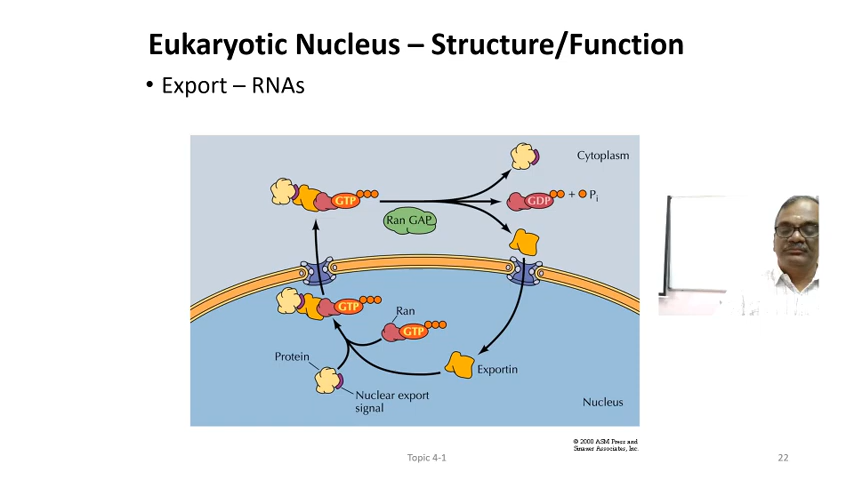 Eukaryotic Nucleus – Structure/Function
• Export – RNAs
Cytoplasm
GTP
GDP
+ Pi
Ran GAP
GTP
Ran
GTP
Protein
Exportin
Nuclear export
signal
Nucleus
© 2000 ASM Press and
Sinauer Associates, Inc.
Topic 4-1
22